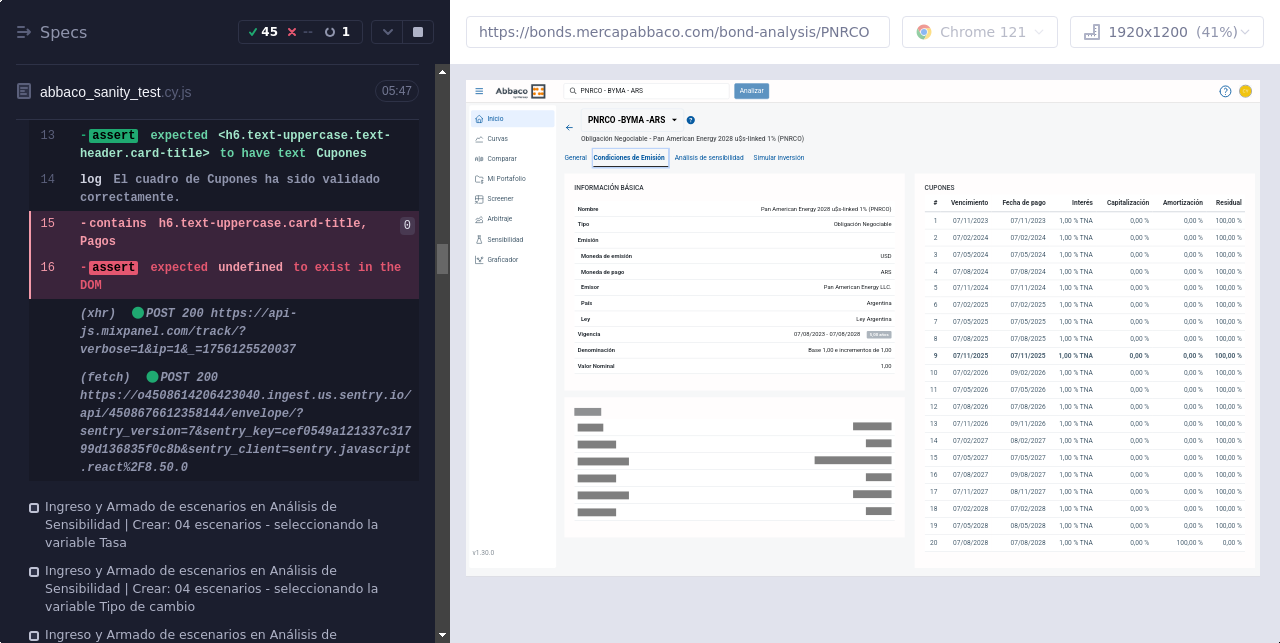 Specs
45
--
1
abbaco_sanity_test.cy.js
05:47
13 -assert expected <h6.text-uppercase.text-
header.card-title> to have text Cupones
14 log El cuadro de Cupones ha sido validado
correctamente.
15 -contains h6.text-uppercase.card-title, 0
Pagos
16 -assert expected undefined to exist in the
DOM
(xhr) POST 200 https://api-
js.mixpanel.com/track/?
verbose=1&ip=1&_=1756125520037
(fetch) POST 200
https://o4508614206423040.ingest.us.sentry.io/
api/4508676612358144/envelope/?
sentry_version=7&sentry_key=cef0549a121337c317
99d136835f0c8b&sentry_client=sentry.javascript
.react%2F8.50.0
Ingreso y Armado de escenarios en Análisis de
Sensibilidad | Crear: 04 escenarios - seleccionando la
variable Tasa
Ingreso y Armado de escenarios en Análisis de
Sensibilidad | Crear: 04 escenarios - seleccionando la
variable Tipo de cambio
Ingreso y Armado de escenarios en Análisis de
https://bonds.mercapabbaco.com/bond-analysis/PNRCO
Chrome 121
1920x1200 (41%)
Abbaco
PNRCO - BYMA - ARS
Analizar
Inicio
Curvas
Comparar
Mi Portafolio
Screener
Arbitraje
Sensibilidad
Graficador
v1.30.0
PNRCO -BYMA -ARS
Obligación Negociable - Pan American Energy 2028 u$s-linked 1% (PNRCO)
General Condiciones de Emisión Análisis de sensibilidad Simular inversión
INFORMACIÓN BÁSICA
Nombre Pan American Energy 2028 u$s-linked 1% (PNRCO)
Tipo Obligación Negociable
Emisión
Moneda de emisión USD
Moneda de pago ARS
Emisor Pan American Energy LLC.
País Argentina
Ley Ley Argentina
Vigencia 07/08/2023 - 07/08/2028
Denominación Base 1,00 e incrementos de 1,00
Valor Nominal 1,00
CUPONES
# Vencimiento Fecha de pago Interés Capitalización Amortización Residual
1 07/11/2023 07/11/2023 1,00 % TNA 0,00 % 0,00 % 100,00 %
2 07/02/2024 07/02/2024 1,00 % TNA 0,00 % 0,00 % 100,00 %
3 07/05/2024 07/05/2024 1,00 % TNA 0,00 % 0,00 % 100,00 %
4 07/08/2024 07/08/2024 1,00 % TNA 0,00 % 0,00 % 100,00 %
5 07/11/2024 07/11/2024 1,00 % TNA 0,00 % 0,00 % 100,00 %
6 07/02/2025 07/02/2025 1,00 % TNA 0,00 % 0,00 % 100,00 %
7 07/05/2025 07/05/2025 1,00 % TNA 0,00 % 0,00 % 100,00 %
8 07/08/2025 07/08/2025 1,00 % TNA 0,00 % 0,00 % 100,00 %
9 07/11/2025 07/11/2025 1,00 % TNA 0,00 % 0,00 % 100,00 %
10 07/02/2026 09/02/2026 1,00 % TNA 0,00 % 0,00 % 100,00 %
11 07/05/2026 07/05/2026 1,00 % TNA 0,00 % 0,00 % 100,00 %
12 07/08/2026 07/08/2026 1,00 % TNA 0,00 % 0,00 % 100,00 %
13 07/11/2026 09/11/2026 1,00 % TNA 0,00 % 0,00 % 100,00 %
14 07/02/2027 08/02/2027 1,00 % TNA 0,00 % 0,00 % 100,00 %
15 07/05/2027 07/05/2027 1,00 % TNA 0,00 % 0,00 % 100,00 %
16 07/08/2027 09/08/2027 1,00 % TNA 0,00 % 0,00 % 100,00 %
17 07/11/2027 08/11/2027 1,00 % TNA 0,00 % 0,00 % 100,00 %
18 07/02/2028 07/02/2028 1,00 % TNA 0,00 % 0,00 % 100,00 %
19 07/05/2028 08/05/2028 1,00 % TNA 0,00 % 0,00 % 100,00 %
20 07/08/2028 07/08/2028 1,00 % TNA 0,00 % 100,00 % 0,00 %